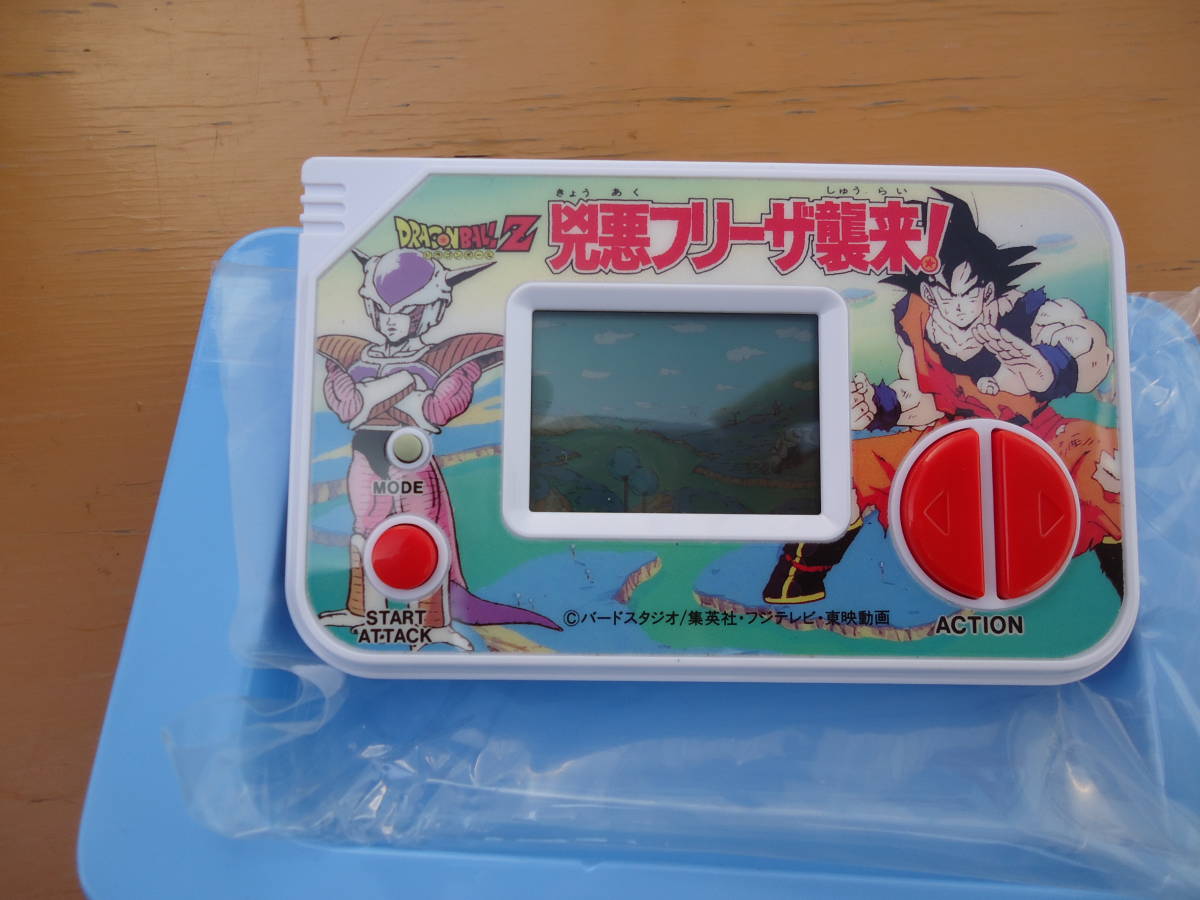 きょう あく しゅう らい
DRAGON BALL Z
凶悪フリーザ襲来!
MODE
START
ATTACK
©バードスタジオ/集英社・フジテレビ・東映動画
ACTION